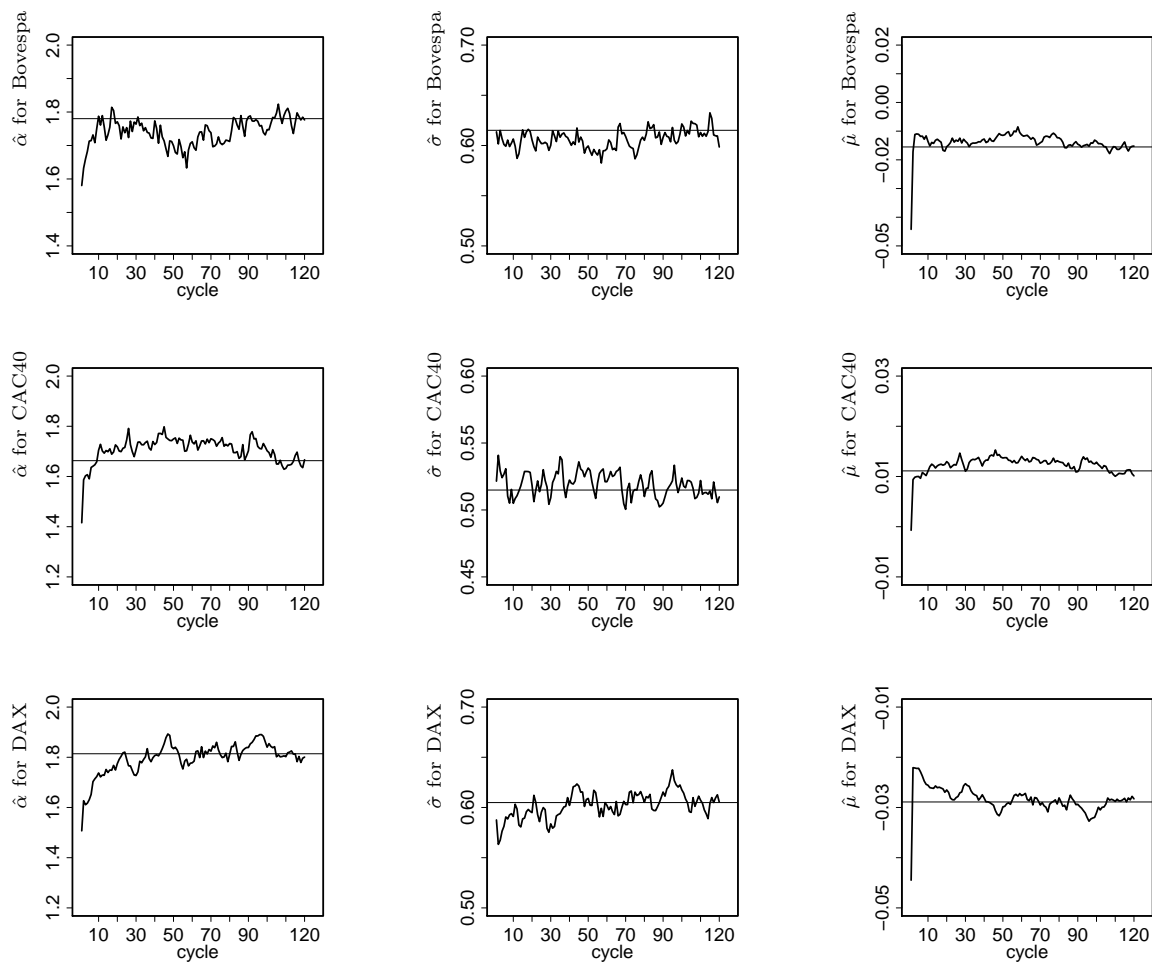 α̂ for Bovespa
2.0
1.8
1.6
1.4
10 30 50 70 90 120
cycle
σ̂ for Bovespa
0.70
0.60
0.50
10 30 50 70 90 120
cycle
μ̂ for Bovespa
0.02
0.00
−0.02
−0.05
10 30 50 70 90 120
cycle
α̂ for CAC40
2.0
1.8
1.6
1.4
1.2
10 30 50 70 90 120
cycle
σ̂ for CAC40
0.60
0.55
0.50
0.45
10 30 50 70 90 120
cycle
μ̂ for CAC40
0.03
0.01
−0.01
10 30 50 70 90 120
cycle
α̂ for DAX
2.0
1.8
1.6
1.4
1.2
10 30 50 70 90 120
cycle
σ̂ for DAX
0.70
0.60
0.50
10 30 50 70 90 120
cycle
μ̂ for DAX
−0.01
−0.03
−0.05
10 30 50 70 90 120
cycle